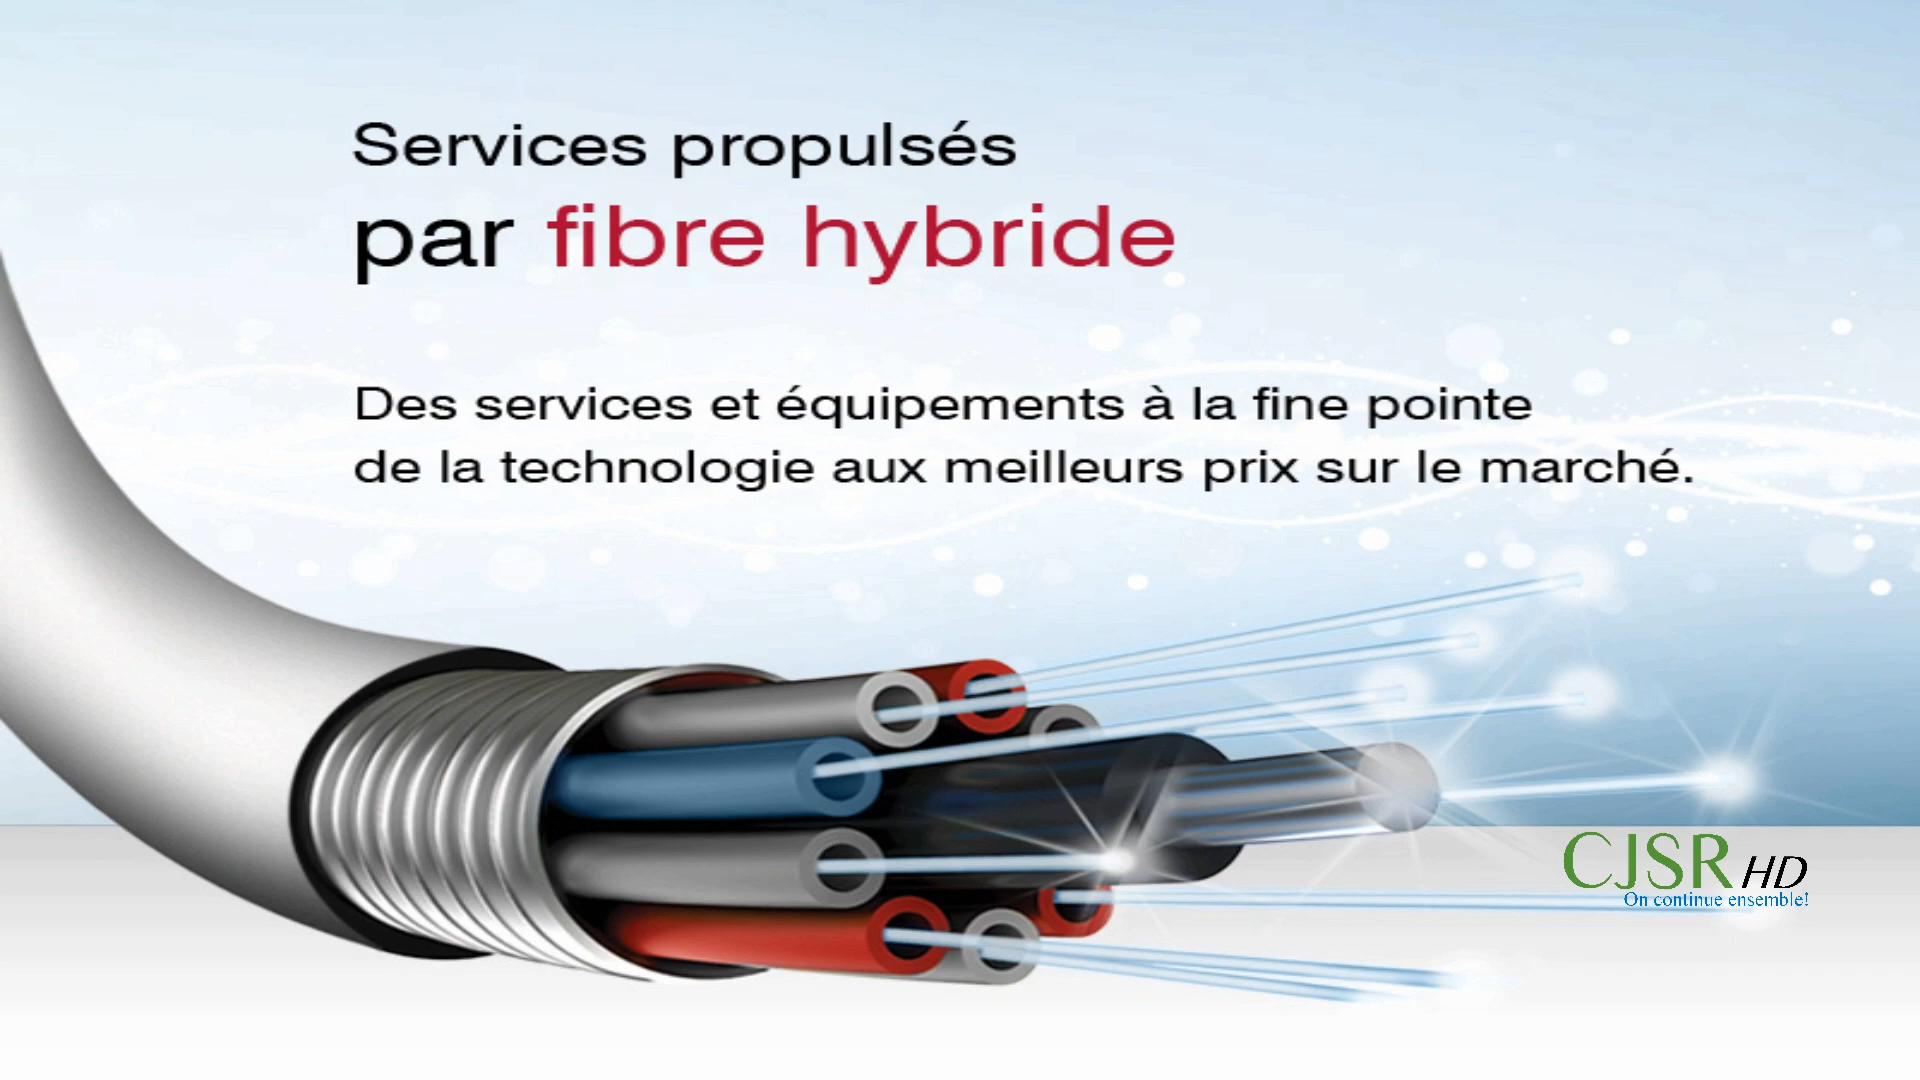 Services propulsés
par fibre hybride
Des services et équipements à la fine pointe
de la technologie aux meilleurs prix sur le marché.
CJSR HD
On continue ensemble!